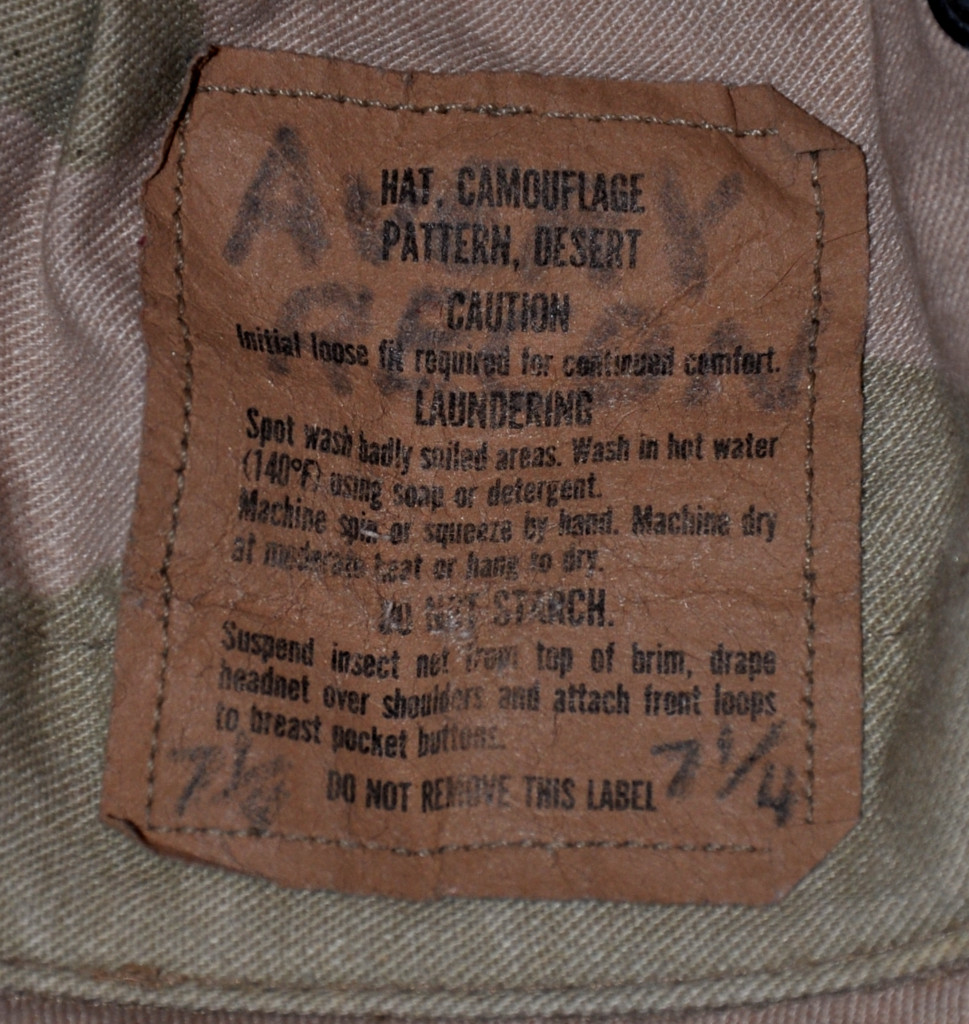 HAT, CAMOUFLAGE
PATTERN, DESERT
CAUTION
Initial loose fit required for continued comfort.
LAUNDERING
Spot wash badly soiled areas. Wash in hot water
(140°F) using soap or detergent.
Machine spin or squeeze by hand. Machine dry
at moderate heat or hang to dry.
DO NOT STARCH.
Suspend insect net from top of brim, drape
headnet over shoulders and attach front loops
to breast pocket buttons.
7 1/4 DO NOT REMOVE THIS LABEL 7 1/4